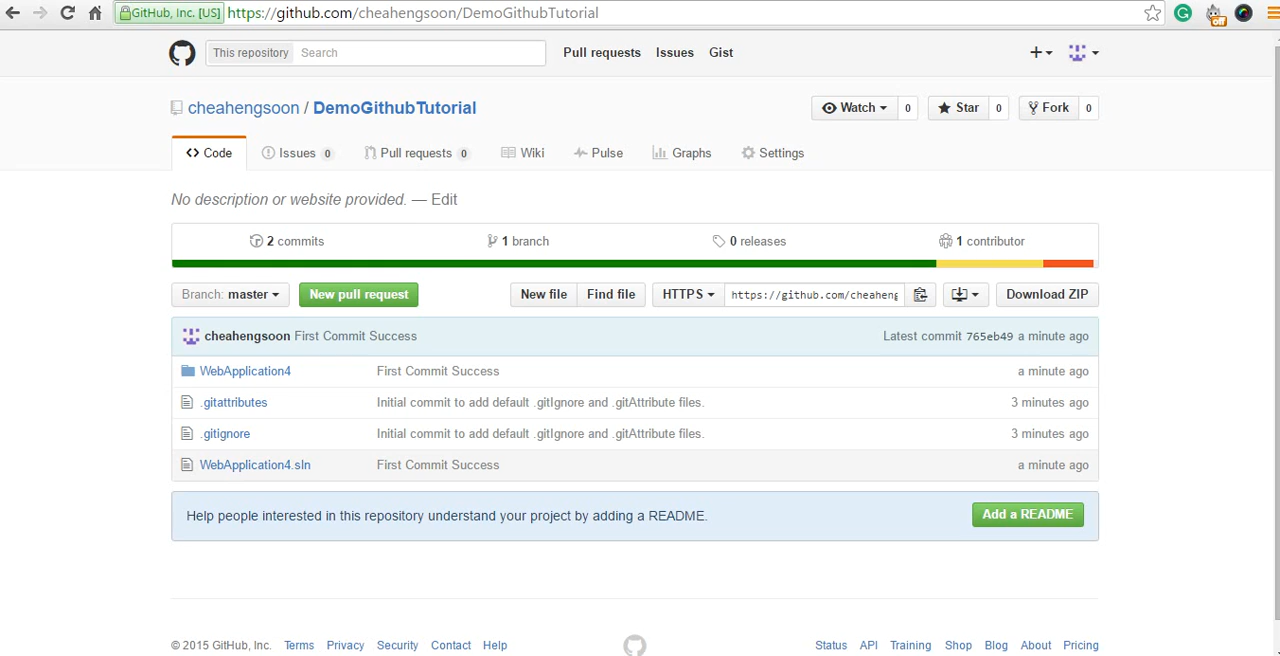 GitHub, Inc. [US] https://github.com/cheahengsoon/DemoGithubTutorial
off
This repository Search Pull requests Issues Gist
cheahengsoon / DemoGithubTutorial Watch 0 Star 0 Fork 0
Code Issues 0 Pull requests 0 Wiki Pulse Graphs Settings
No description or website provided. — Edit
2 commits 1 branch 0 releases 1 contributor
Branch: master New pull request New file Find file HTTPS https://github.com/cheaheng Download ZIP
cheahengsoon First Commit Success Latest commit 765eb49 a minute ago
WebApplication4 First Commit Success a minute ago
.gitattributes Initial commit to add default .gitIgnore and .gitAttribute files. 3 minutes ago
.gitignore Initial commit to add default .gitIgnore and .gitAttribute files. 3 minutes ago
WebApplication4.sln First Commit Success a minute ago
Help people interested in this repository understand your project by adding a README. Add a README
© 2015 GitHub, Inc. Terms Privacy Security Contact Help Status API Training Shop Blog About Pricing